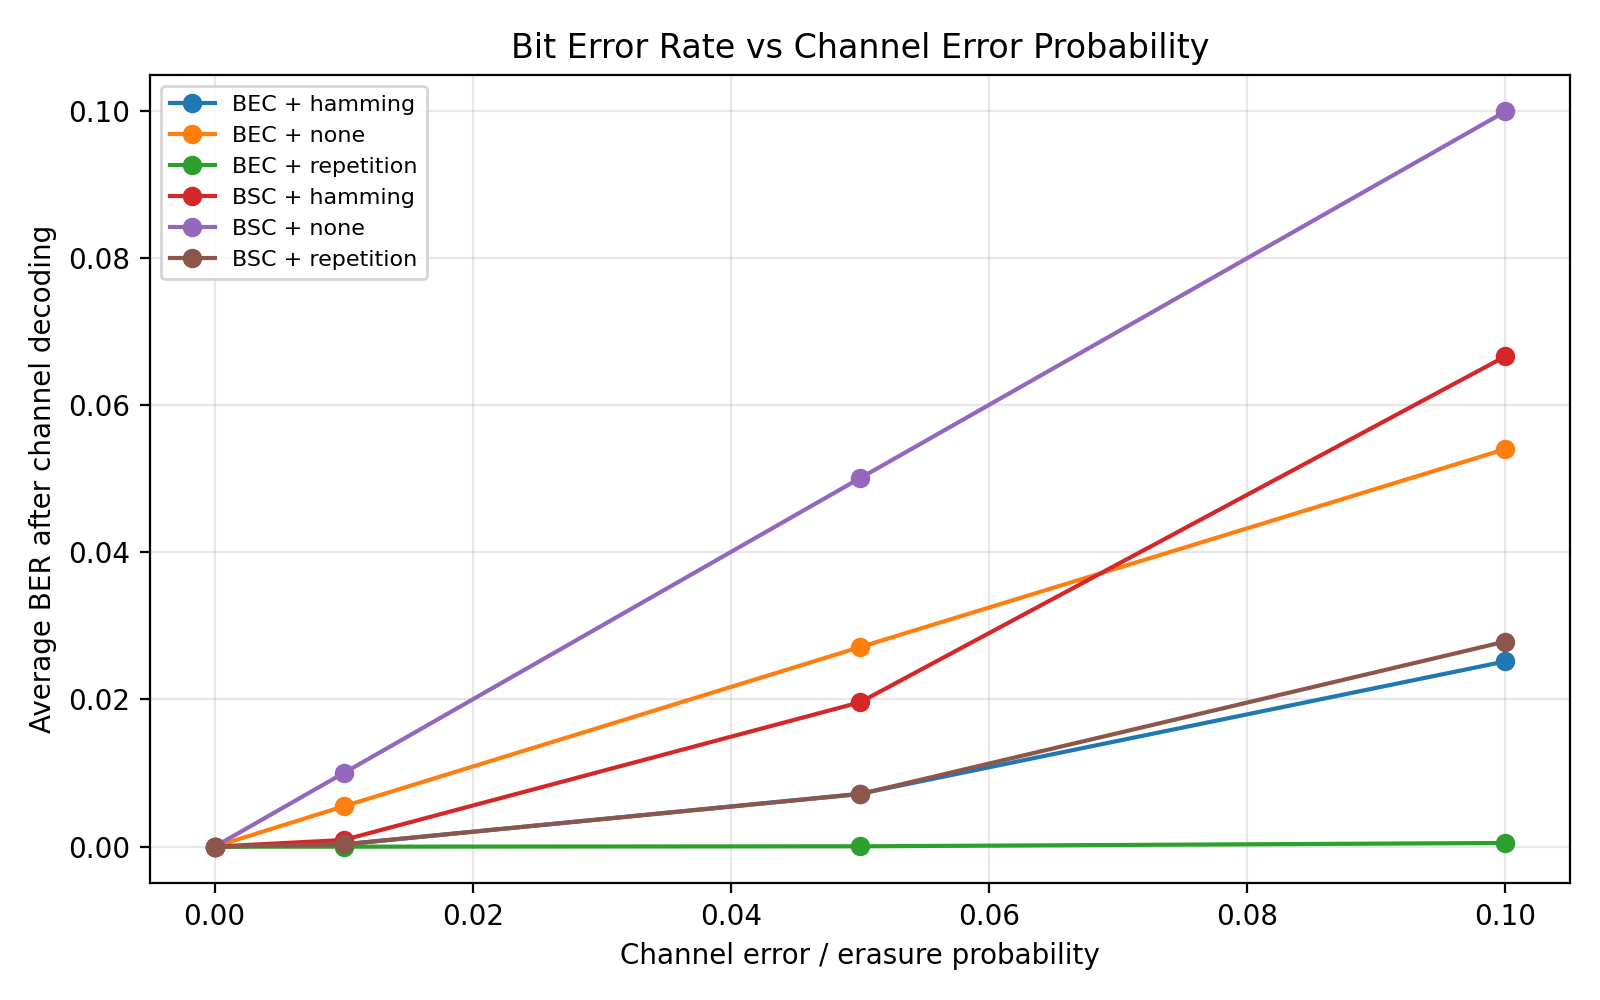 Bit Error Rate vs Channel Error Probability
BEC + hamming
BEC + none
BEC + repetition
BSC + hamming
BSC + none
BSC + repetition
Average BER after channel decoding
0.10
0.08
0.06
0.04
0.02
0.00
0.00 0.02 0.04 0.06 0.08 0.10
Channel error / erasure probability